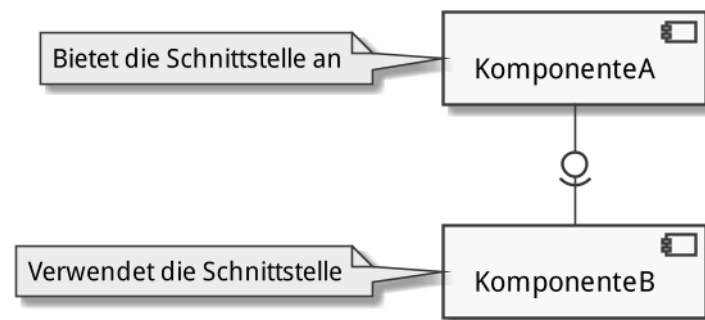 Bietet die Schnittstelle an
KomponenteA
Verwendet die Schnittstelle
KomponenteB